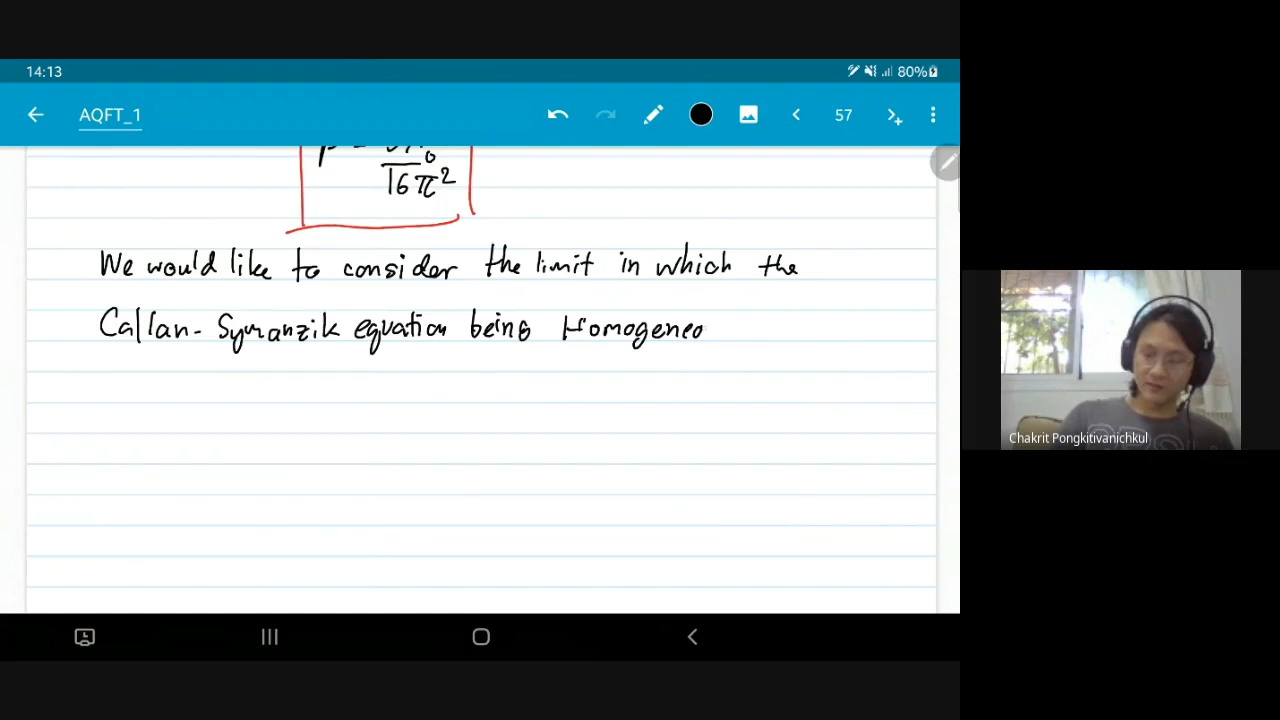 14:13
80%
AQFT_1
57
16π²
We would like to consider the limit in which the
Callan-Symanzik equation being Homogeneo
Chakrit Pongkitivanichkul